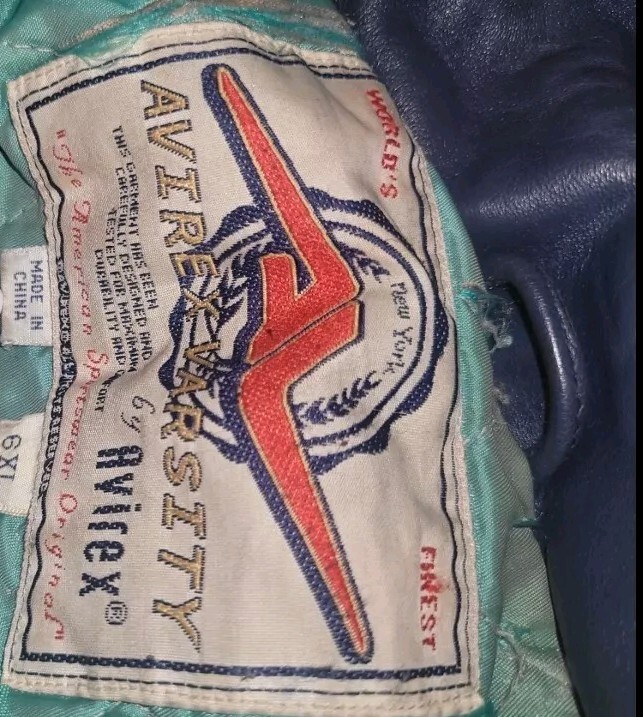 WORLD'S FINEST
New York
AVIREX VARSITY
by avirex®
THIS GARMENT HAS BEEN
CAREFULLY DESIGNED AND
TESTED FOR MAXIMUM
DURABILITY AND
"The American Sportswear Original"
MADE IN
CHINA
6XL